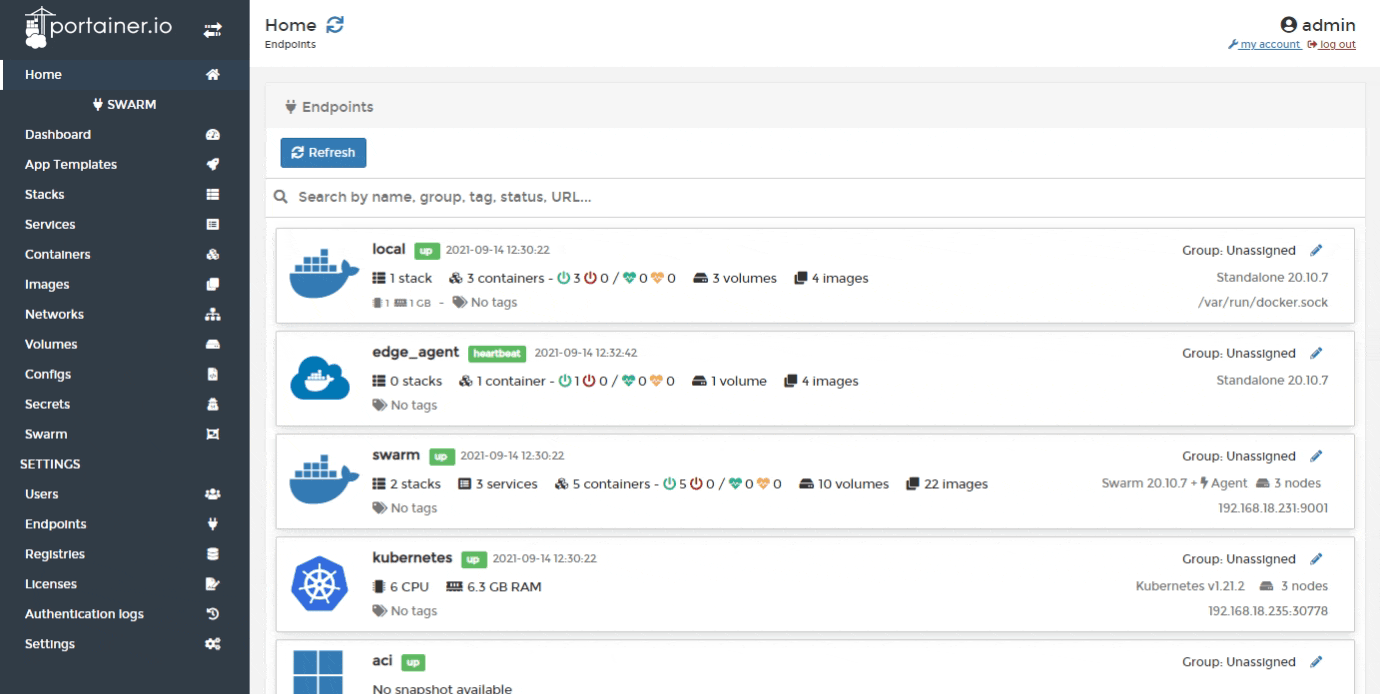 portainer.io
Home
SWARM
Dashboard
App Templates
Stacks
Services
Containers
Images
Networks
Volumes
Configs
Secrets
Swarm
SETTINGS
Users
Endpoints
Registries
Licenses
Authentication logs
Settings
Home
Endpoints
admin
my account log out
Endpoints
Refresh
Search by name, group, tag, status, URL...
local up 2021-09-14 12:30:22 Group: Unassigned
1 stack 3 containers - 3 0 / 0 0 3 volumes 4 images Standalone 20.10.7
1 1 GB - No tags /var/run/docker.sock
edge_agent heartbeat 2021-09-14 12:32:42 Group: Unassigned
0 stacks 1 container - 1 0 / 0 0 1 volume 4 images Standalone 20.10.7
No tags
swarm up 2021-09-14 12:30:22 Group: Unassigned
2 stacks 3 services 5 containers - 5 0 / 0 0 10 volumes 22 images Swarm 20.10.7 + Agent 3 nodes
No tags 192.168.18.231:9001
kubernetes up 2021-09-14 12:30:22 Group: Unassigned
6 CPU 6.3 GB RAM Kubernetes v1.21.2 3 nodes
No tags 192.168.18.235:30778
aci up Group: Unassigned
No snapshot available